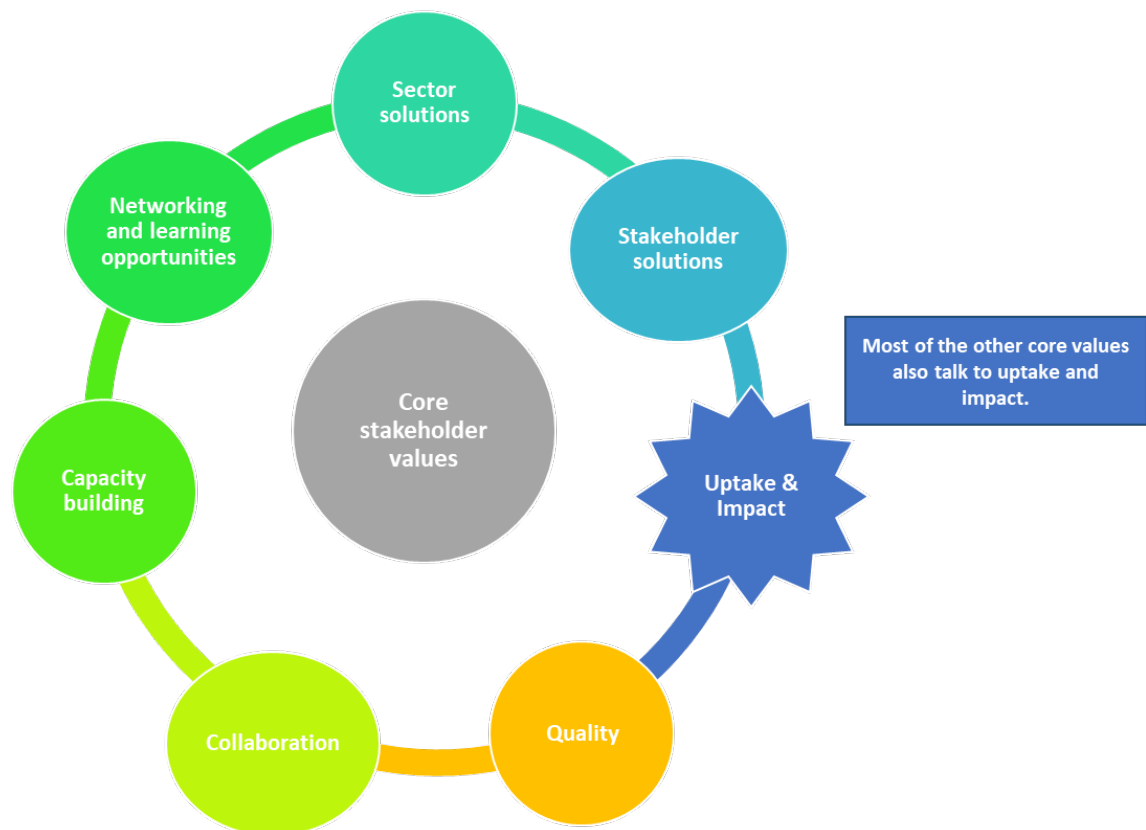 Sector
solutions
Stakeholder
solutions
Most of the other core values
also talk to uptake and
impact.
Uptake &
Impact
Quality
Collaboration
Capacity
building
Networking
and learning
opportunities
Core
stakeholder
values